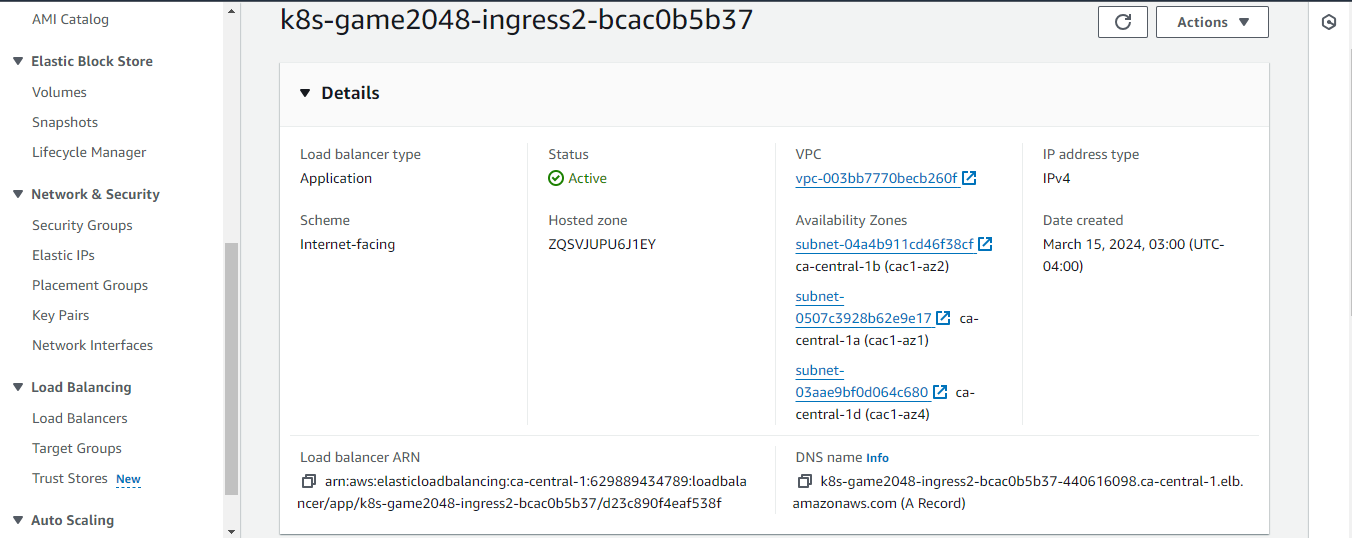 AMI Catalog
Elastic Block Store
Volumes
Snapshots
Lifecycle Manager
Network & Security
Security Groups
Elastic IPs
Placement Groups
Key Pairs
Network Interfaces
Load Balancing
Load Balancers
Target Groups
Trust Stores New
Auto Scaling
k8s-game2048-ingress2-bcac0b5b37
Actions
Details
Load balancer type
Application
Scheme
Internet-facing
Status
Active
Hosted zone
ZQSVJUPU6J1EY
VPC
vpc-003bb7770becb260f
Availability Zones
subnet-04a4b911cd46f38cf
ca-central-1b (cac1-az2)
subnet-
0507c3928b62e9e17 ca-
central-1a (cac1-az1)
subnet-
03aae9bf0d064c680 ca-
central-1d (cac1-az4)
IP address type
IPv4
Date created
March 15, 2024, 03:00 (UTC-
04:00)
Load balancer ARN
arn:aws:elasticloadbalancing:ca-central-1:629889434789:loadbala
ncer/app/k8s-game2048-ingress2-bcac0b5b37/d23c890f4eaf538f
DNS name Info
k8s-game2048-ingress2-bcac0b5b37-440616098.ca-central-1.elb.
amazonaws.com (A Record)